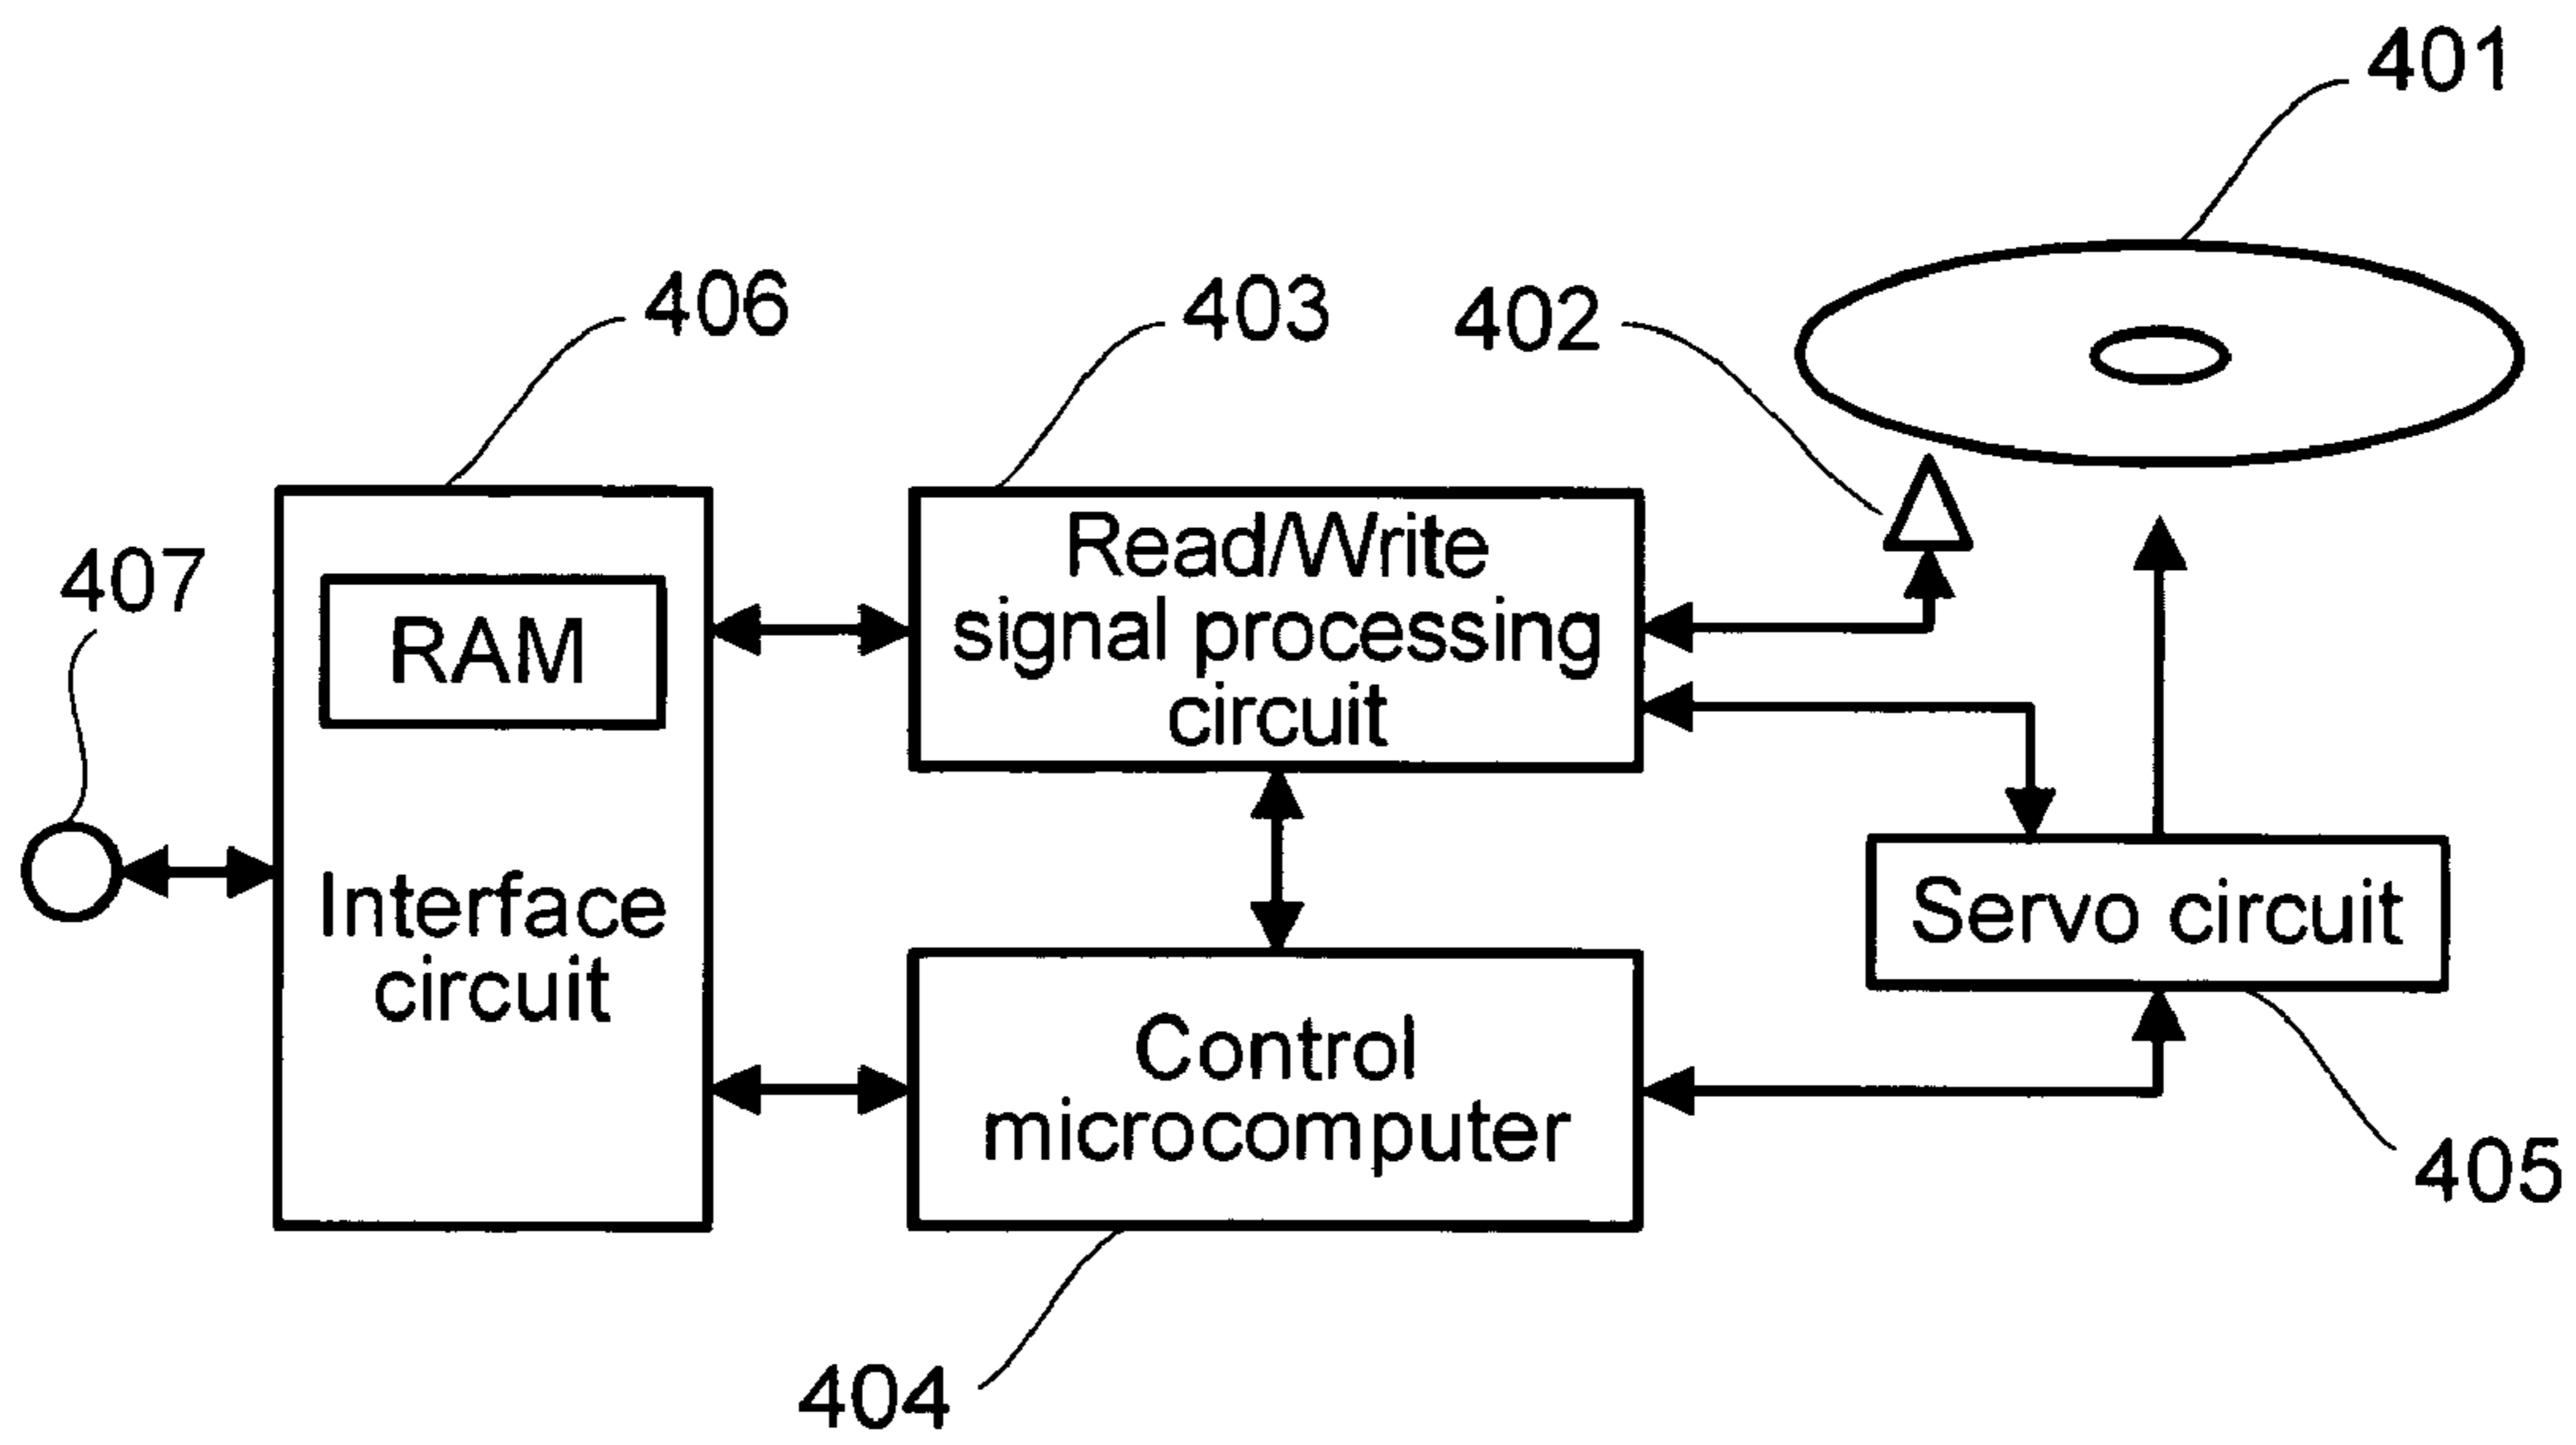 401
406
403
402
407
Read/Write
signal processing
circuit
RAM
Interface
circuit
Servo circuit
Control
microcomputer
405
404